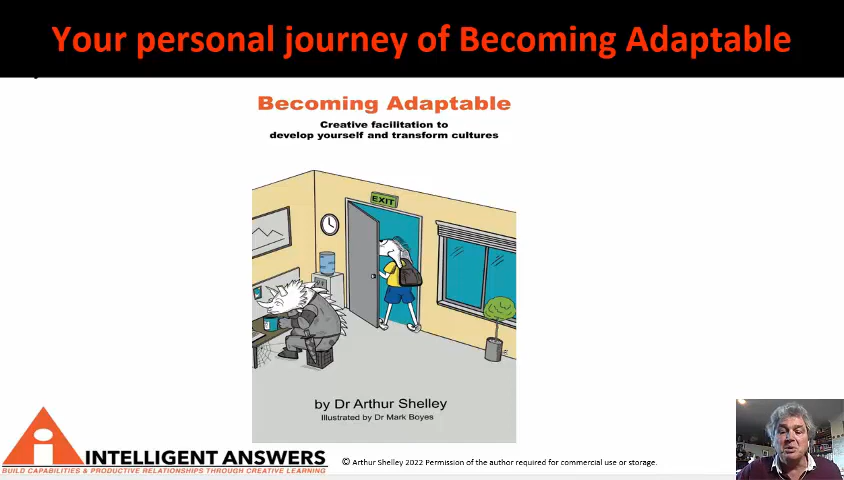 Your personal journey of Becoming Adaptable
Becoming Adaptable
Creative facilitation to
develop yourself and transform cultures
EXIT
by Dr Arthur Shelley
Illustrated by Dr Mark Boyes
INTELLIGENT ANSWERS
BUILD CAPABILITIES & PRODUCTIVE RELATIONSHIPS THROUGH CREATIVE LEARNING
© Arthur Shelley 2022 Permission of the author required for commercial use or storage.